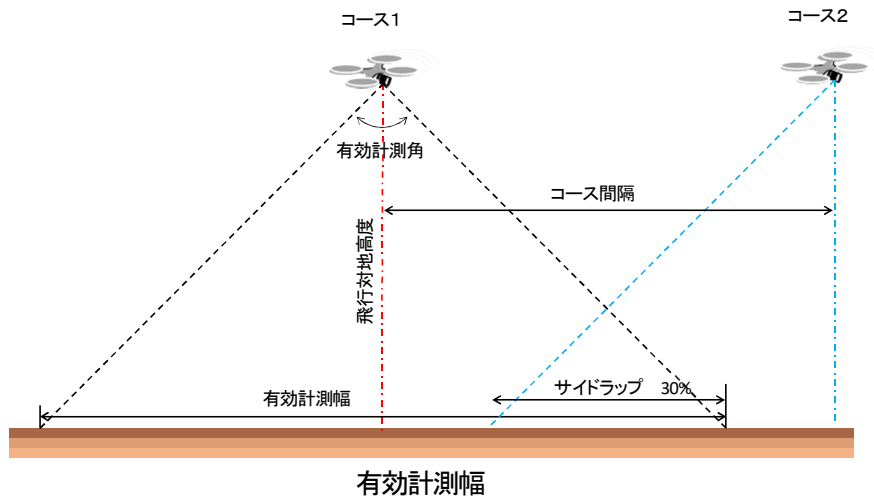 コース1
コース2
有効計測角
コース間隔
飛行対地高度
サイドラップ 30%
有効計測幅
有効計測幅